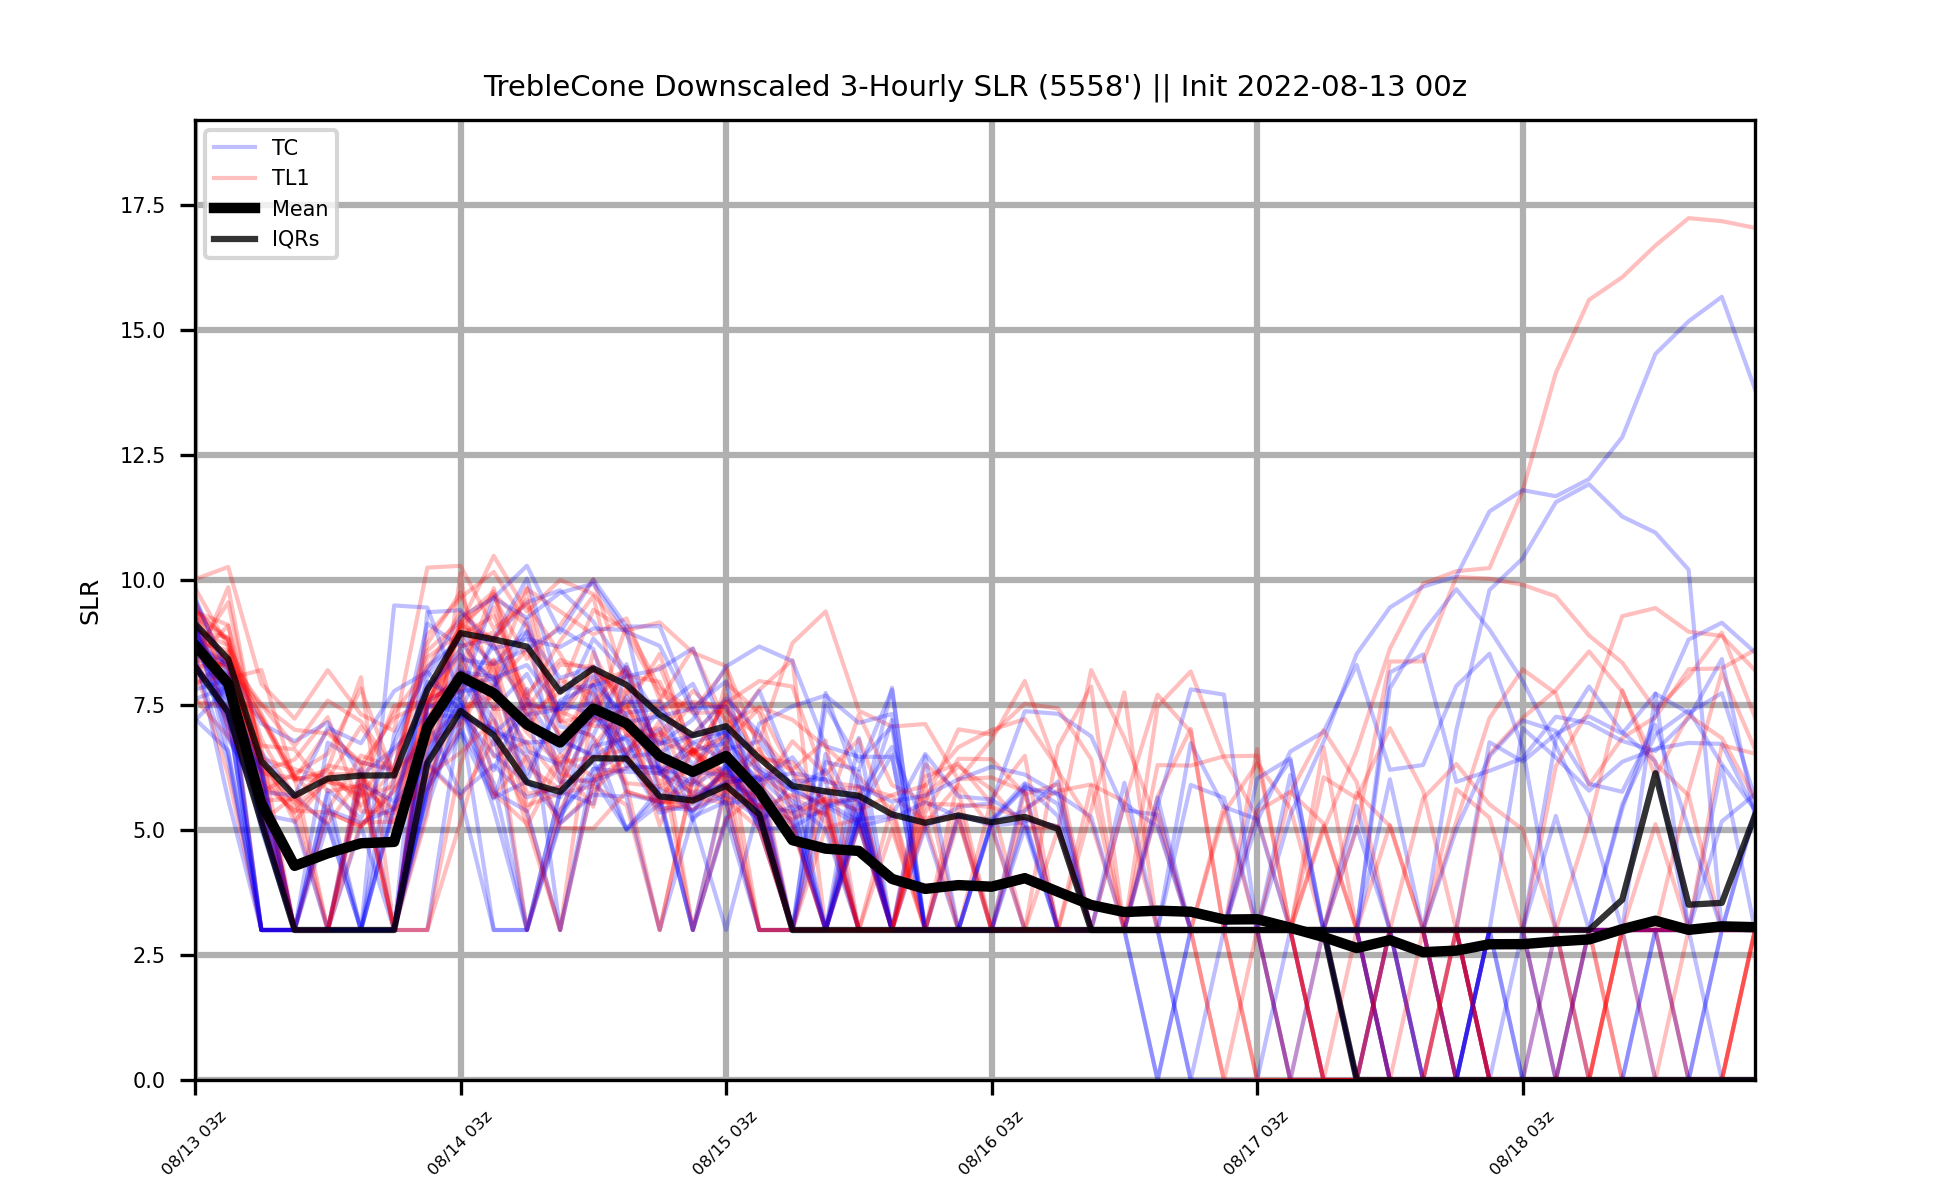 TrebleCone Downscaled 3-Hourly SLR (5558') || Init 2022-08-13 00z
TC
TL1
Mean
IQRs
SLR
17.5
15.0
12.5
10.0
7.5
5.0
2.5
0.0
08/13 03z
08/14 03z
08/15 03z
08/16 03z
08/17 03z
08/18 03z